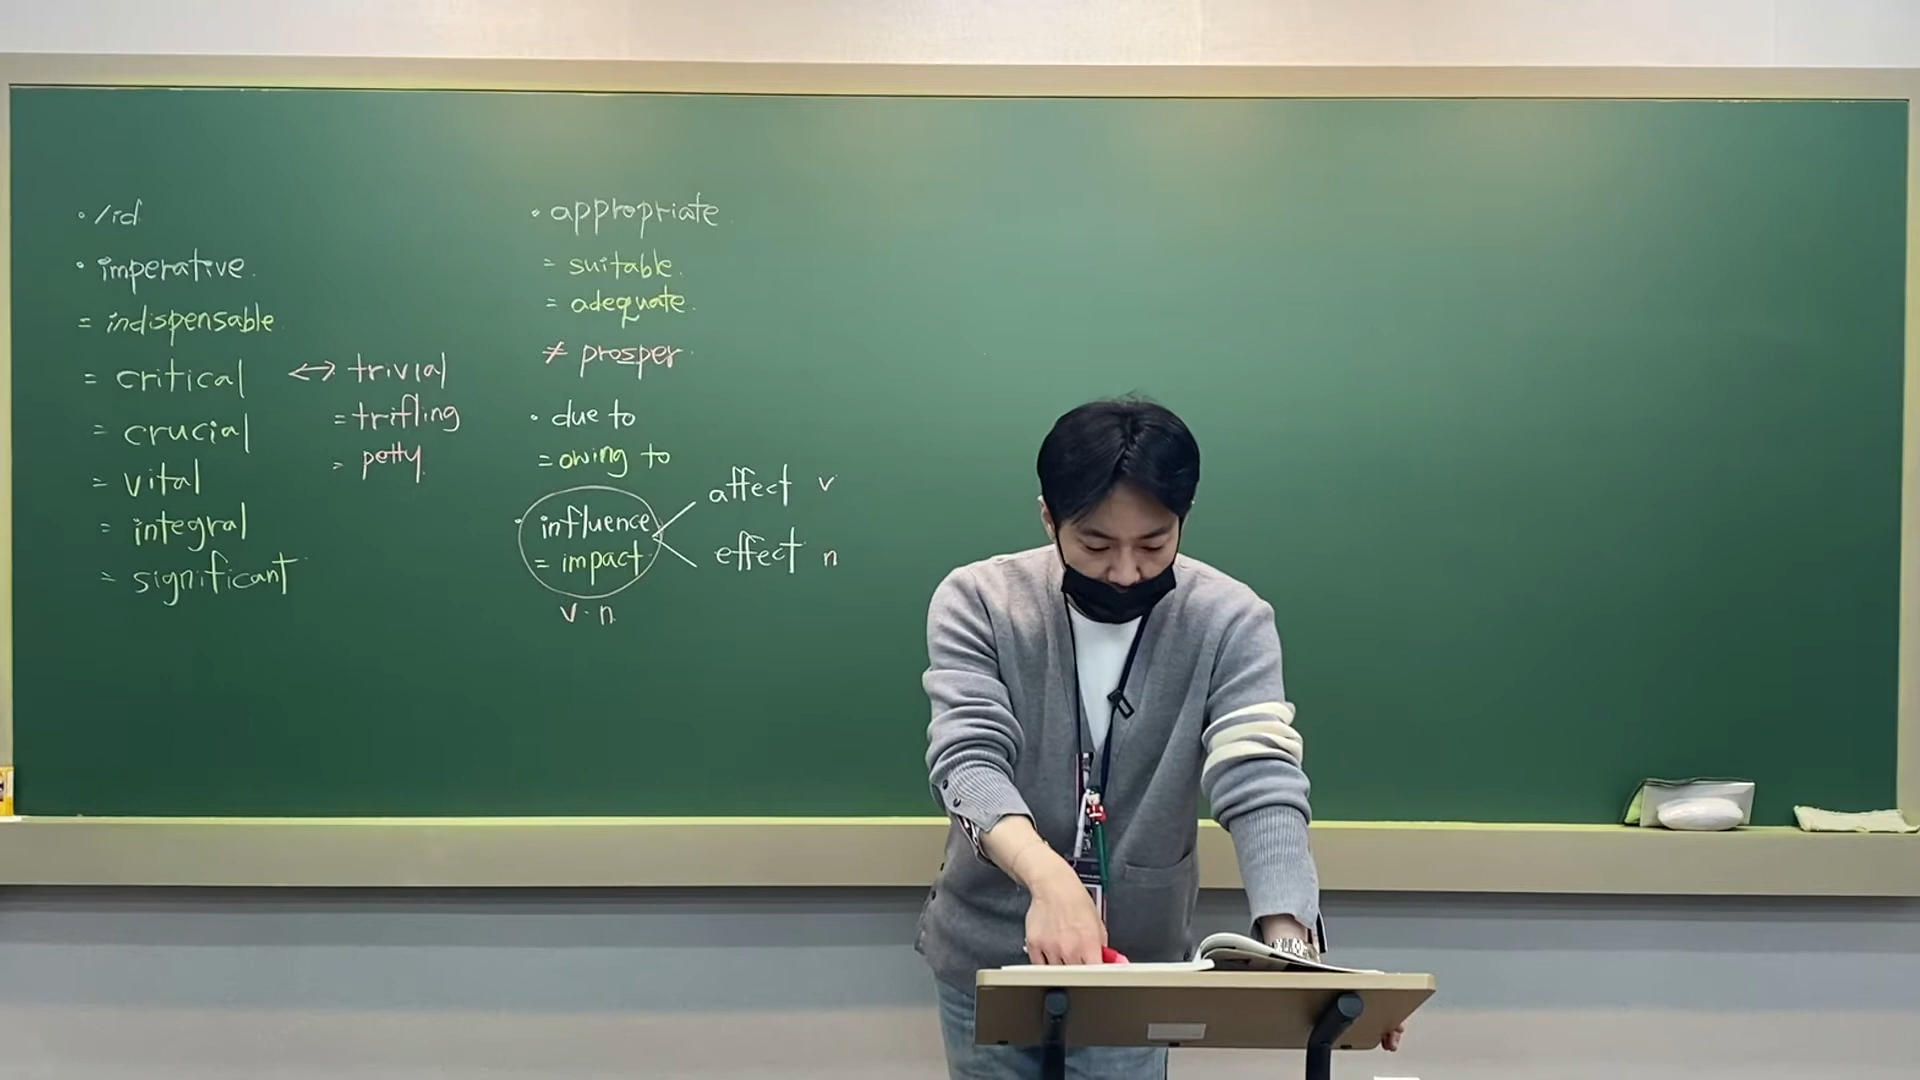 · /id
· imperative.
= indispensable.
= critical ↔ trivial
= trifling
= petty.
= crucial
= vital
= integral
= significant
· appropriate.
= suitable.
= adequate.
≠ prosper.
· due to
= owing to
· influence
= impact.
v · n.
affect v
effect n